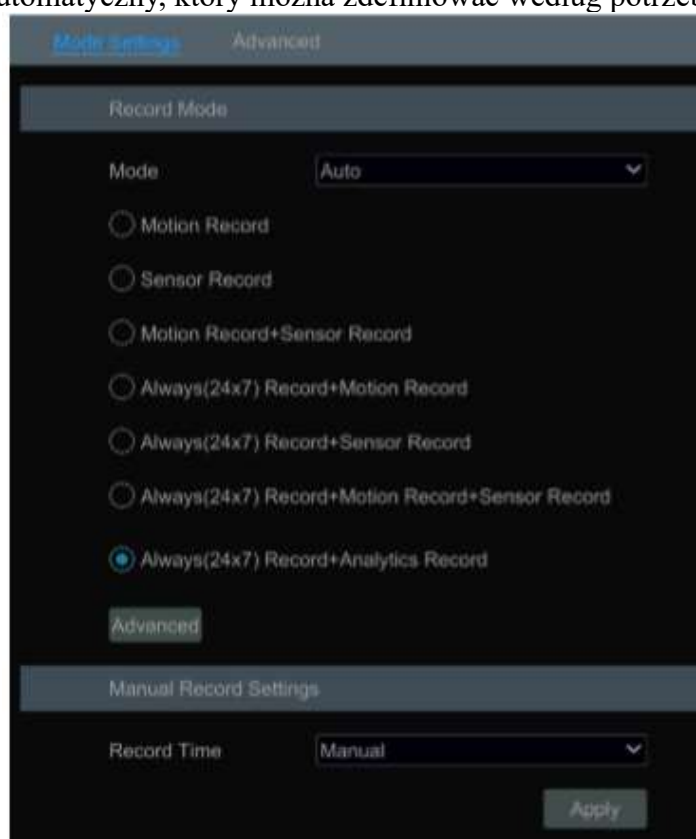 który można zdefiniować według
Mode Settings Advanced
Record Mode
Mode Auto
Motion Record
Sensor Record
Motion Record+Sensor Record
Always(24x7) Record+Motion Record
Always(24x7) Record+Sensor Record
Always(24x7) Record+Motion Record+Sensor Record
Always(24x7) Record+Analytics Record
Advanced
Manual Record Settings
Record Time Manual
Apply